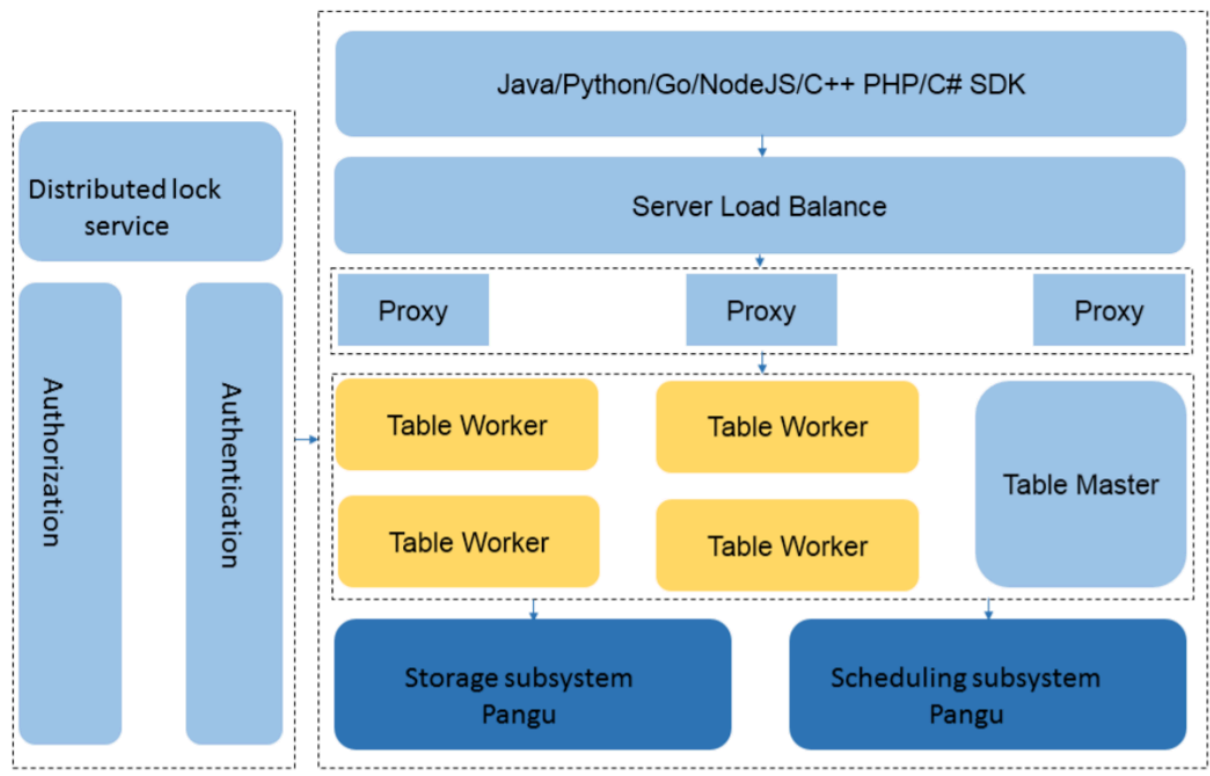 Java/Python/Go/NodeJS/C++ PHP/C# SDK
Distributed lock
service
Server Load Balance
Proxy
Proxy
Proxy
Authorization
Authentication
Table Worker
Table Worker
Table Master
Table Worker
Table Worker
Storage subsystem
Pangu
Scheduling subsystem
Pangu